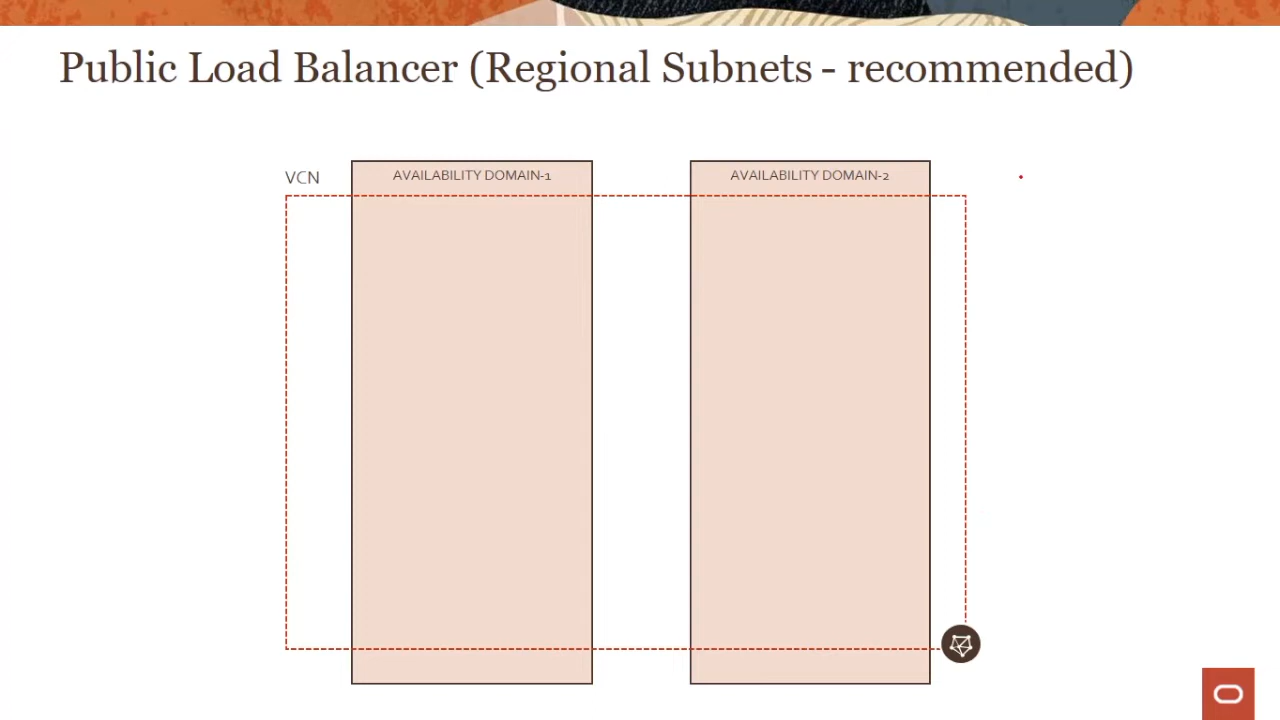 Public Load Balancer (Regional Subnets - recommended)
VCN
AVAILABILITY DOMAIN-1
AVAILABILITY DOMAIN-2